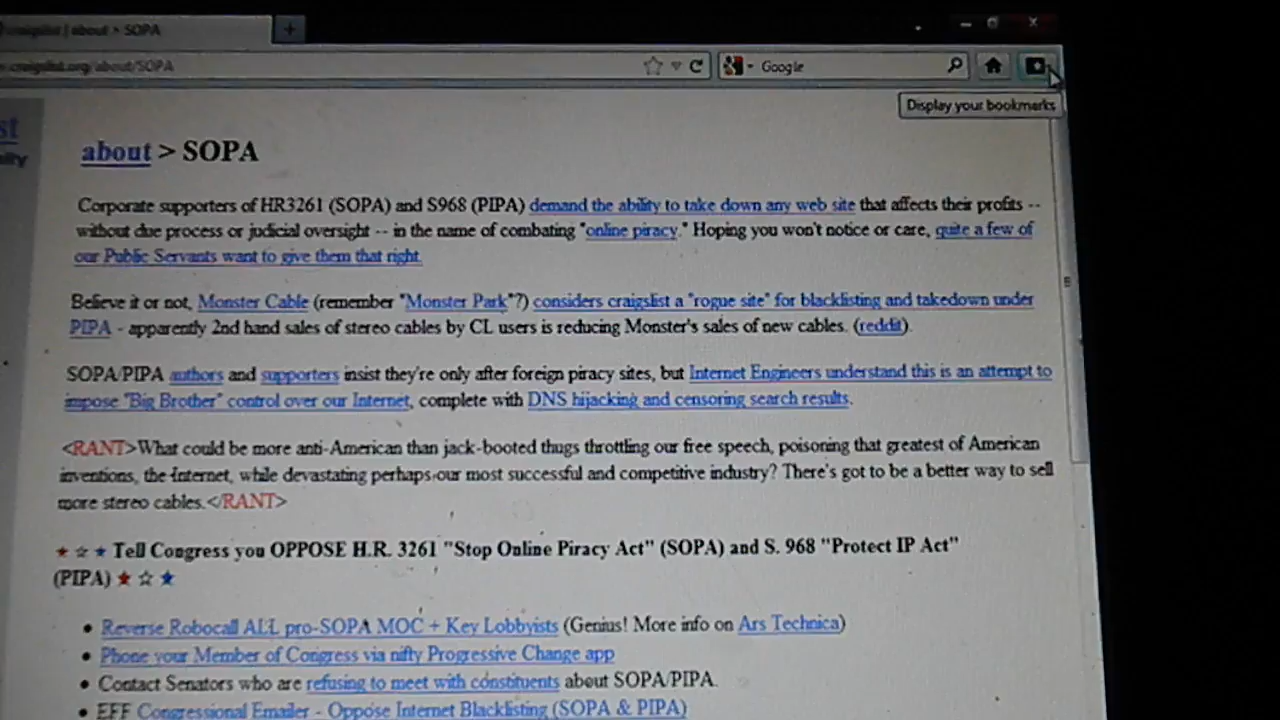 craigslist | about > SOPA
craigslist.org/about/SOPA
Google
Display your bookmarks
st
about > SOPA
Corporate supporters of HR3261 (SOPA) and S968 (PIPA) demand the ability to take down any web site that affects their profits --
without due process or judicial oversight -- in the name of combating "online piracy." Hoping you won't notice or care, quite a few of
our Public Servants want to give them that right.
Believe it or not, Monster Cable (remember "Monster Park"?) considers craigslist a "rogue site" for blacklisting and takedown under
PIPA - apparently 2nd hand sales of stereo cables by CL users is reducing Monster's sales of new cables. (reddit).
SOPA/PIPA authors and supporters insist they're only after foreign piracy sites, but Internet Engineers understand this is an attempt to
impose "Big Brother" control over our Internet, complete with DNS hijacking and censoring search results.
<RANT>What could be more anti-American than jack-booted thugs throttling our free speech, poisoning that greatest of American
inventions, the Internet, while devastating perhaps our most successful and competitive industry? There's got to be a better way to sell
more stereo cables.</RANT>
★ ☆ ★ Tell Congress you OPPOSE H.R. 3261 "Stop Online Piracy Act" (SOPA) and S. 968 "Protect IP Act"
(PIPA) ★ ☆ ★
• Reverse Robocall ALL pro-SOPA MOC + Key Lobbyists (Genius! More info on Ars Technica)
• Phone your Member of Congress via nifty Progressive Change app
• Contact Senators who are refusing to meet with constituents about SOPA/PIPA.
• EFF Congressional Emailer - Oppose Internet Blacklisting (SOPA & PIPA)